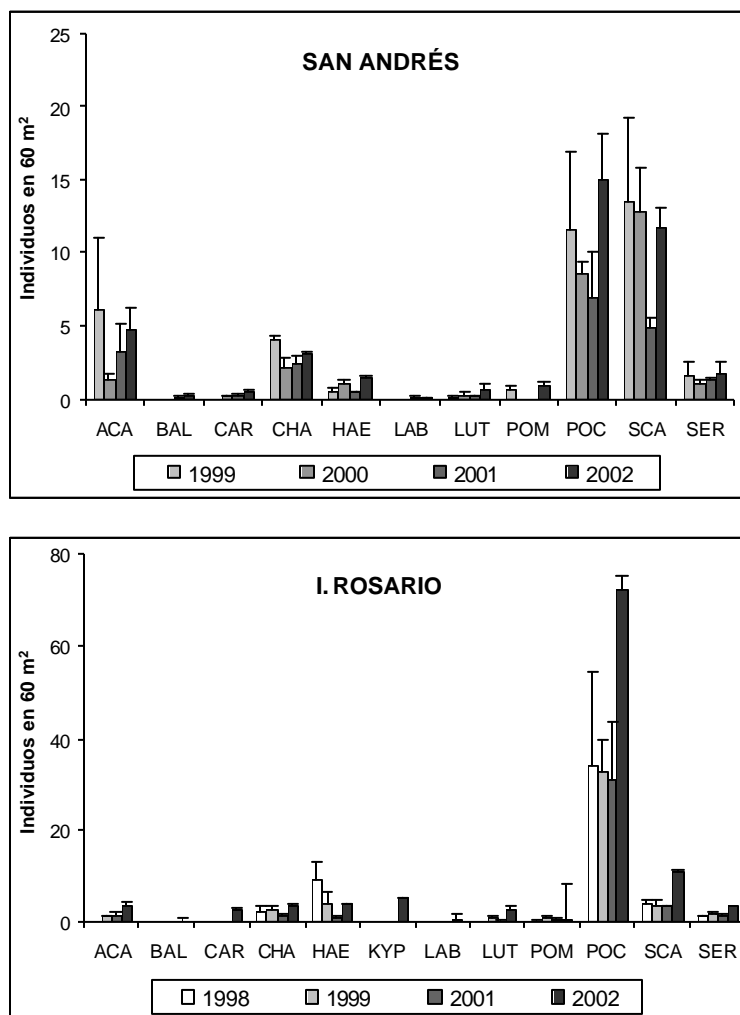 SAN ANDRÉS
Individuos en 60 m²
25
20
15
10
5
0
ACA BAL CAR CHA HAE LAB LUT POM POC SCA SER
1999 2000 2001 2002
I. ROSARIO
Individuos en 60 m²
80
60
40
20
0
ACA BAL CAR CHA HAE KYP LAB LUT POM POC SCA SER
1998 1999 2001 2002